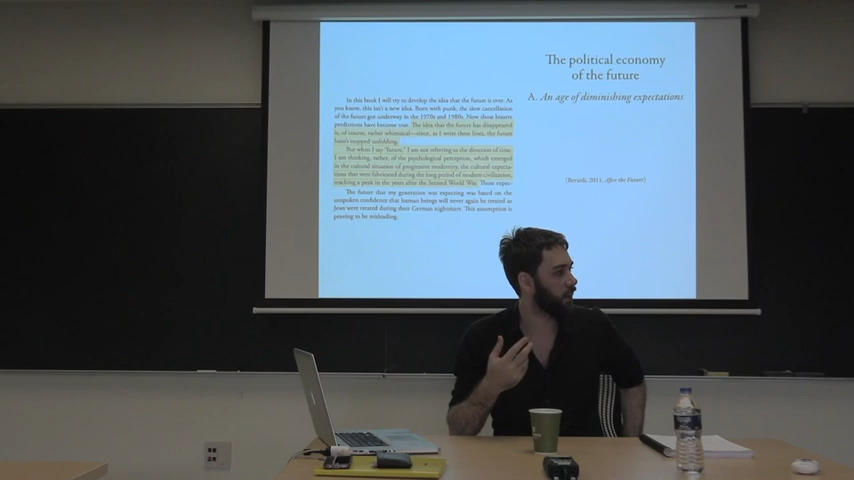 In this book I will try to develop the idea that the future is over. As
you know, this isn't a new idea. Born with punk, the slow cancellation
of the future got underway in the 1970s and 1980s. Now those bizarre
predictions have become true. The idea that the future has disappeared
is, of course, rather whimsical—since, as I write these lines, the future
hasn't stopped unfolding.
But when I say "future," I am not referring to the direction of time.
I am thinking, rather, of the psychological perception, which emerged
in the cultural situation of progressive modernity, the cultural expecta-
tions that were fabricated during the long period of modern civilization,
reaching a peak in the years after the Second World War. Those expec-
The future that my generation was expecting was based on the
unspoken confidence that human beings will never again be treated as
Jews were treated during their German nightmare. This assumption is
proving to be misleading.
The political economy
of the future
A. An age of diminishing expectations
(Berardi, 2011, After the Future)